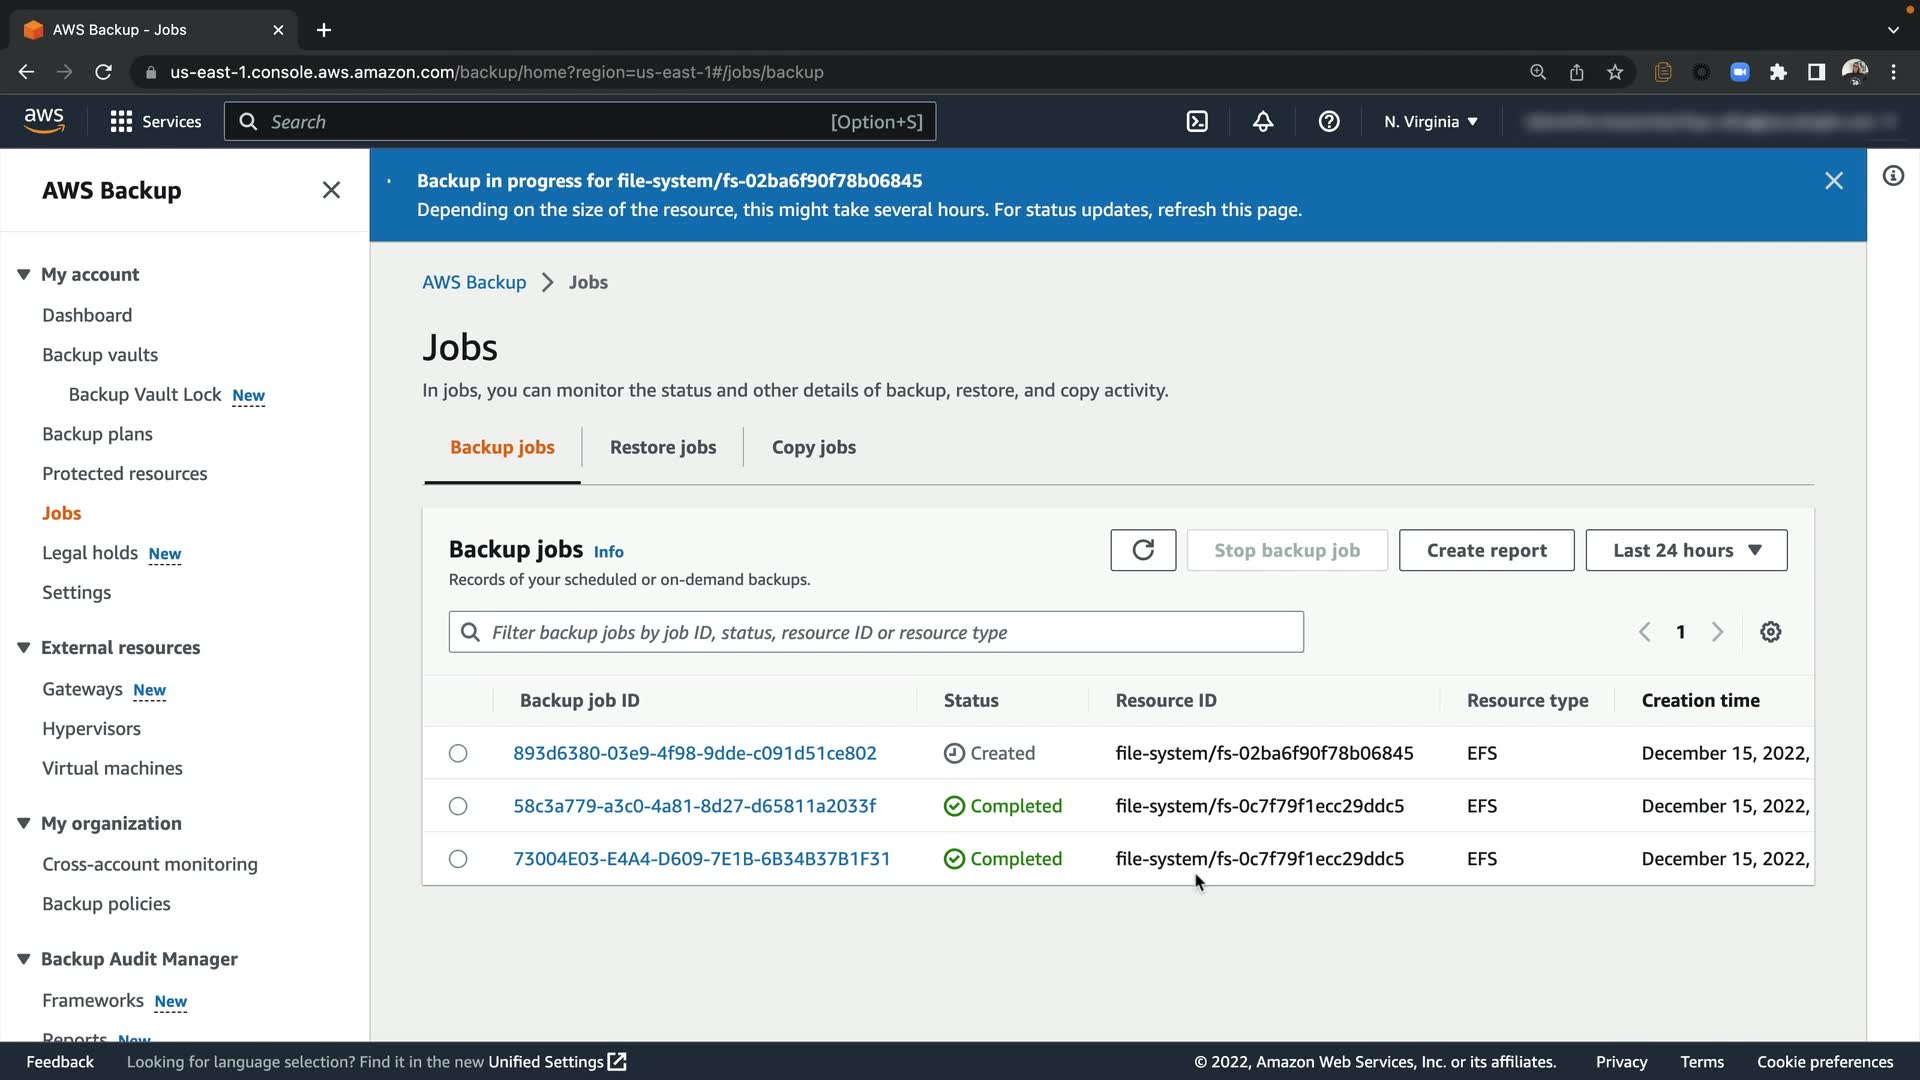 AWS Backup - Jobs
us-east-1.console.aws.amazon.com/backup/home?region=us-east-1#/jobs/backup
aws
Services
Search
[Option+S]
N. Virginia
AWS Backup
Backup in progress for file-system/fs-02ba6f90f78b06845
Depending on the size of the resource, this might take several hours. For status updates, refresh this page.
My account
Dashboard
Backup vaults
Backup Vault Lock New
Backup plans
Protected resources
Jobs
Legal holds New
Settings
External resources
Gateways New
Hypervisors
Virtual machines
My organization
Cross-account monitoring
Backup policies
Backup Audit Manager
Frameworks New
Reports New
AWS Backup > Jobs
Jobs
In jobs, you can monitor the status and other details of backup, restore, and copy activity.
Backup jobs
Restore jobs
Copy jobs
Backup jobs Info
Records of your scheduled or on-demand backups.
Stop backup job
Create report
Last 24 hours
Filter backup jobs by job ID, status, resource ID or resource type
1
Backup job ID Status Resource ID Resource type Creation time
893d6380-03e9-4f98-9dde-c091d51ce802 Created file-system/fs-02ba6f90f78b06845 EFS December 15, 2022,
58c3a779-a3c0-4a81-8d27-d65811a2033f Completed file-system/fs-0c7f79f1ecc29ddc5 EFS December 15, 2022,
73004E03-E4A4-D609-7E1B-6B34B37B1F31 Completed file-system/fs-0c7f79f1ecc29ddc5 EFS December 15, 2022,
Feedback
Looking for language selection? Find it in the new Unified Settings
© 2022, Amazon Web Services, Inc. or its affiliates.
Privacy
Terms
Cookie preferences